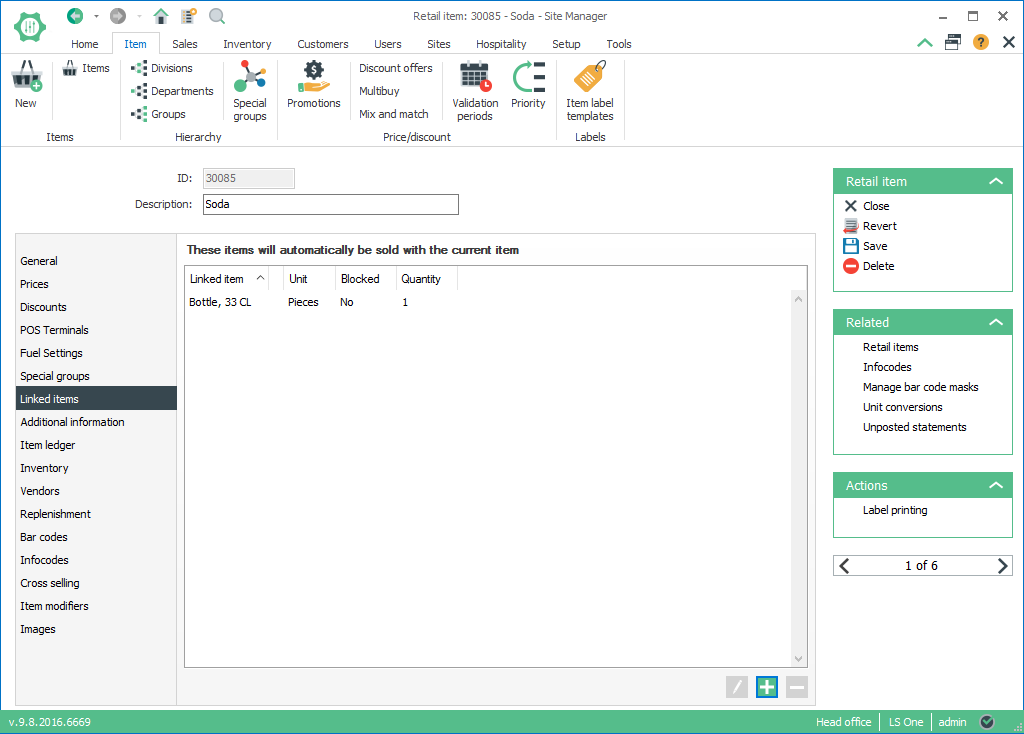 Retail item: 30085 - Soda - Site Manager
Home Item Sales Inventory Customers Users Sites Hospitality Setup Tools
New
Items
Items
Divisions
Departments
Groups
Special groups
Hierarchy
Promotions
Discount offers
Multibuy
Mix and match
Validation periods
Priority
Price/discount
Item label templates
Labels
ID: 30085
Description: Soda
General
Prices
Discounts
POS Terminals
Fuel Settings
Special groups
Linked items
Additional information
Item ledger
Inventory
Vendors
Replenishment
Bar codes
Infocodes
Cross selling
Item modifiers
Images
These items will automatically be sold with the current item
Linked item Unit Blocked Quantity
Bottle, 33 CL Pieces No 1
Retail item
Close
Revert
Save
Delete
Related
Retail items
Infocodes
Manage bar code masks
Unit conversions
Unposted statements
Actions
Label printing
1 of 6
v.9.8.2016.6669
Head office LS One admin